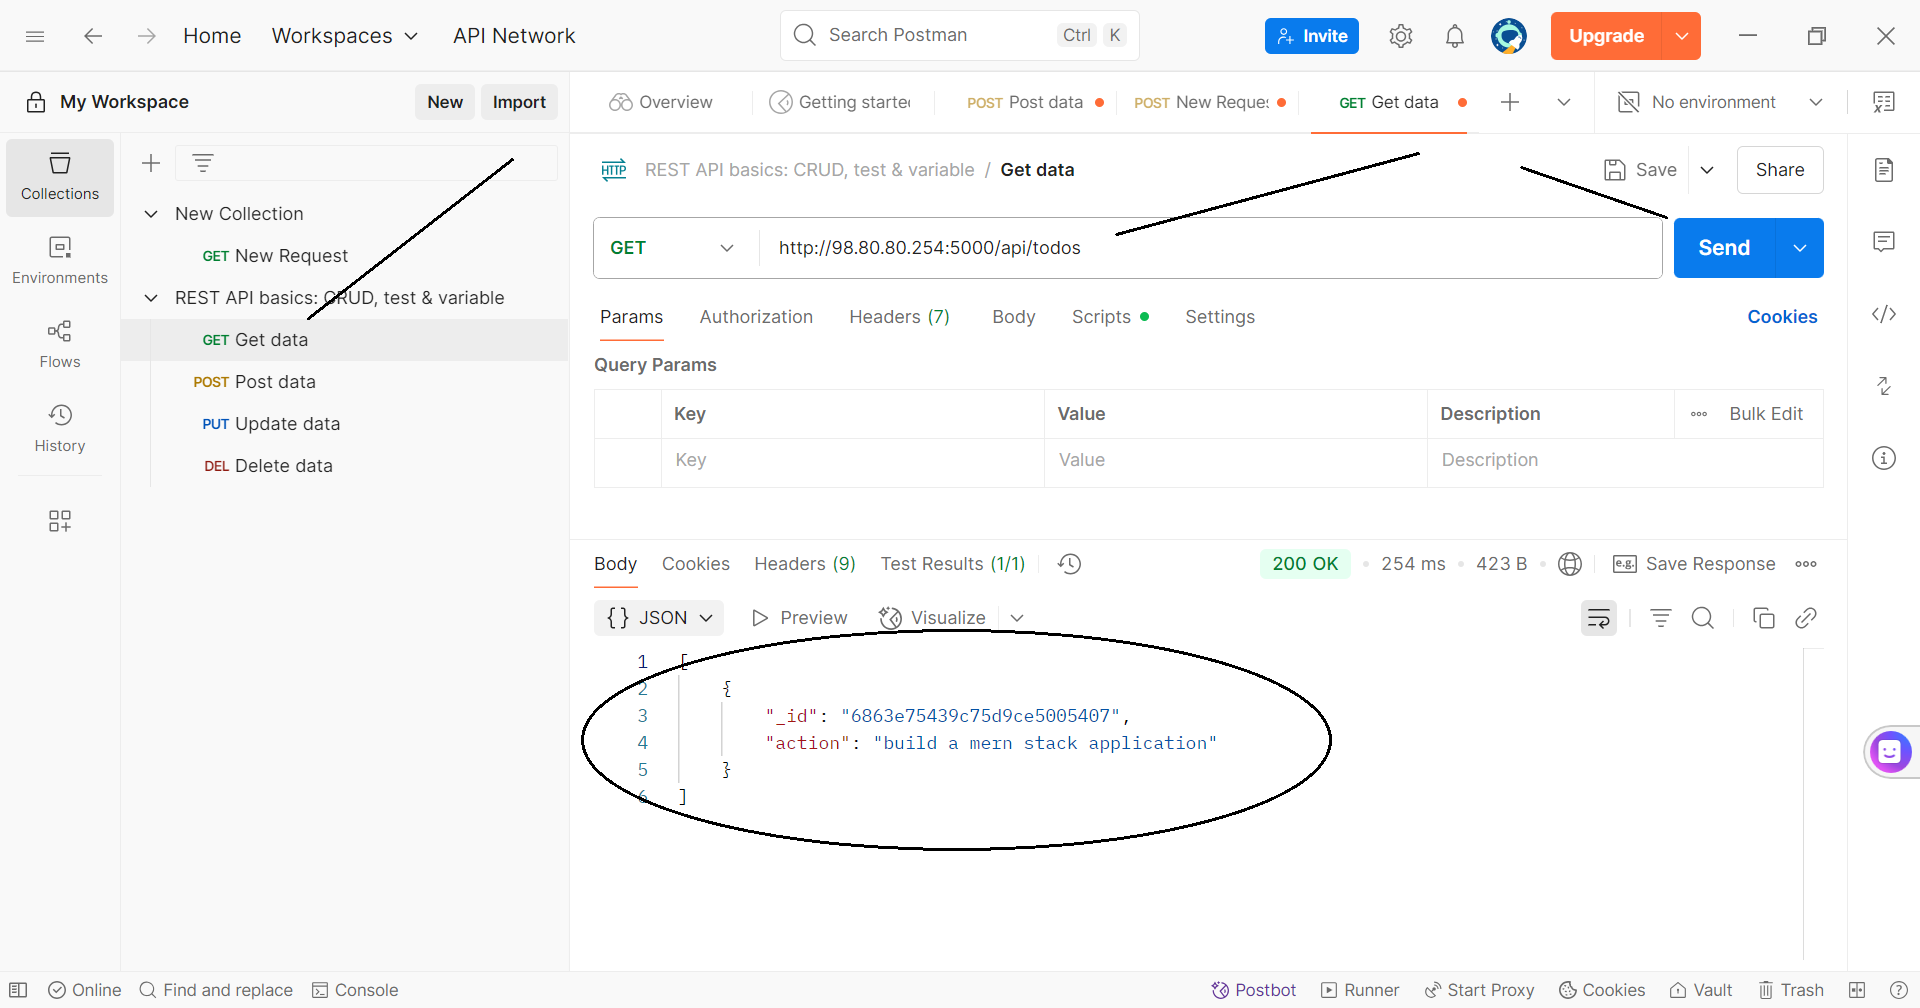 Home Workspaces API Network Search Postman Ctrl K Invite Upgrade
My Workspace New Import Overview Getting starte POST Post data POST New Reques GET Get data No environment
Collections
Environments
Flows
History
New Collection
GET New Request
REST API basics: CRUD, test & variable
GET Get data
POST Post data
PUT Update data
DEL Delete data
HTTP REST API basics: CRUD, test & variable / Get data Save Share
GET http://98.80.80.254:5000/api/todos Send
Params Authorization Headers (7) Body Scripts Settings Cookies
Query Params
Key Value Description Bulk Edit
Key Value Description
Body Cookies Headers (9) Test Results (1/1) 200 OK 254 ms 423 B e.g. Save Response
{} JSON Preview Visualize
1 [
2 {
3 "_id": "6863e75439c75d9ce5005407",
4 "action": "build a mern stack application"
5 }
6 ]
Online Find and replace Console Postbot Runner Start Proxy Cookies Vault Trash